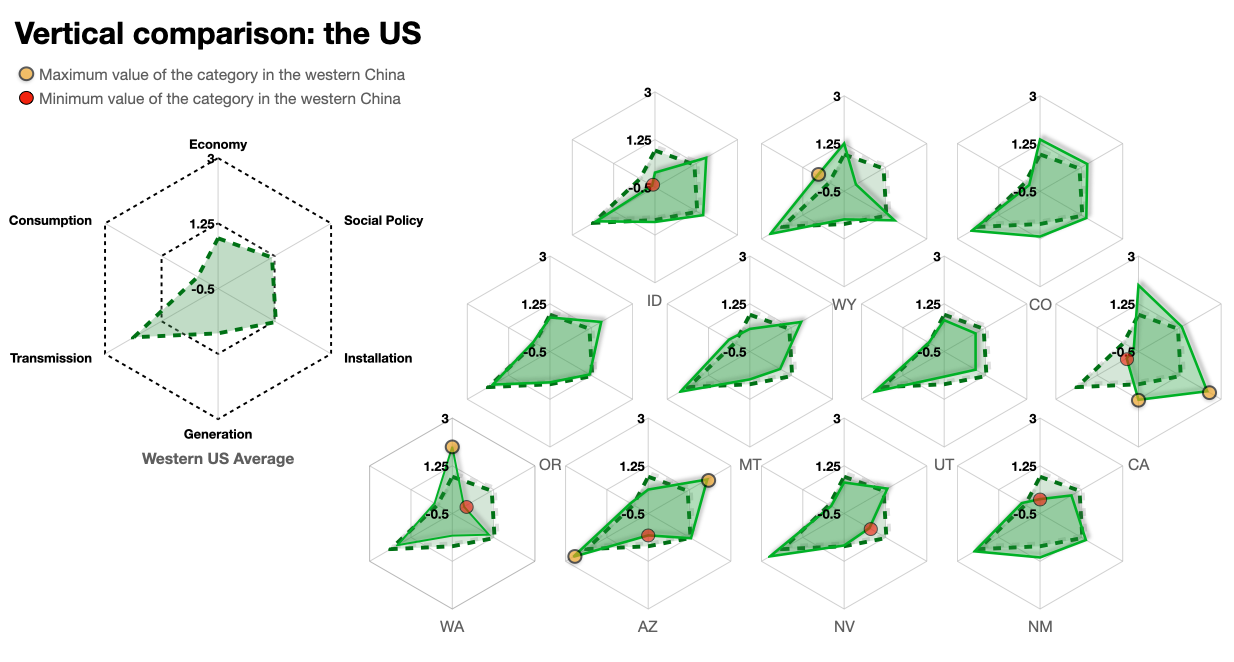 Vertical comparison: the US
Maximum value of the category in the western China
Minimum value of the category in the western China
Economy
3
1.25
-0.5
Consumption
Social Policy
Transmission
Installation
Generation
Western US Average
3
1.25
-0.5
ID
3
1.25
-0.5
WY
3
1.25
-0.5
CO
3
1.25
-0.5
OR
3
1.25
-0.5
MT
3
1.25
-0.5
UT
3
1.25
-0.5
CA
3
1.25
-0.5
WA
3
1.25
-0.5
AZ
3
1.25
-0.5
NV
3
1.25
-0.5
NM